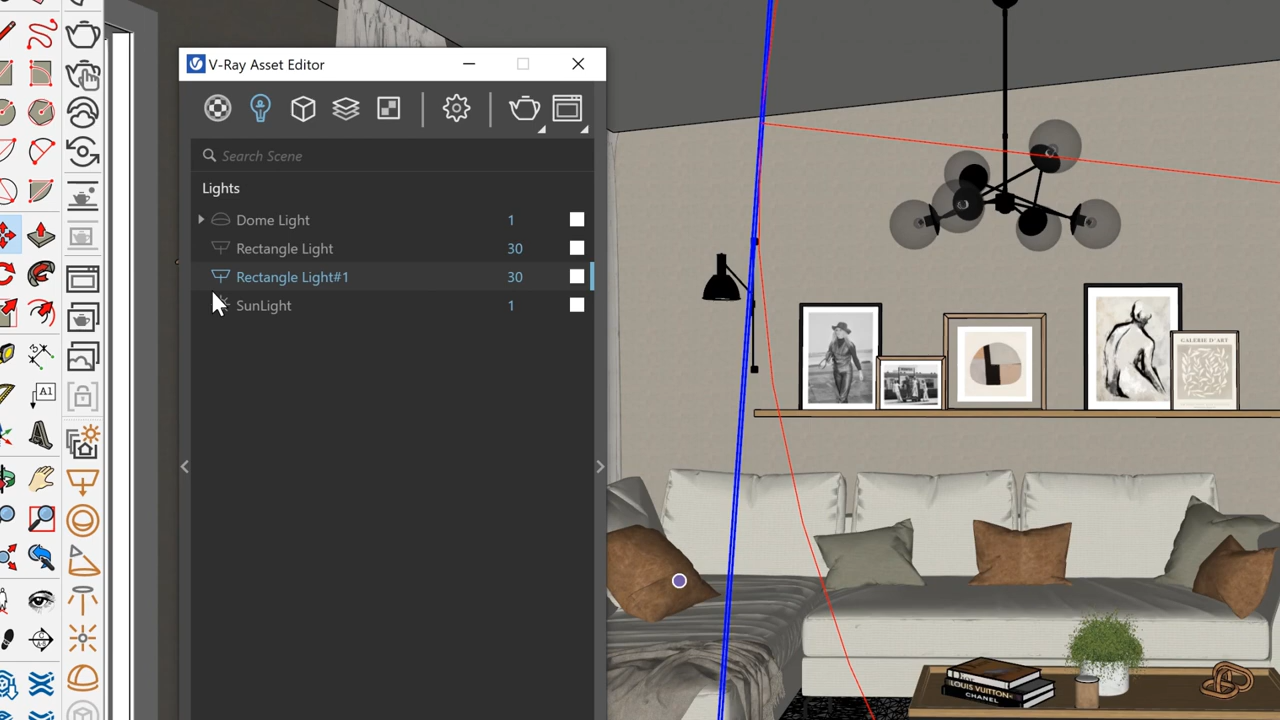 V-Ray Asset Editor
Search Scene
Lights
Dome Light 1
Rectangle Light 30
Rectangle Light#1 30
SunLight 1
A1
GALERIE D'ART
LOUIS VUITTON
CHANEL